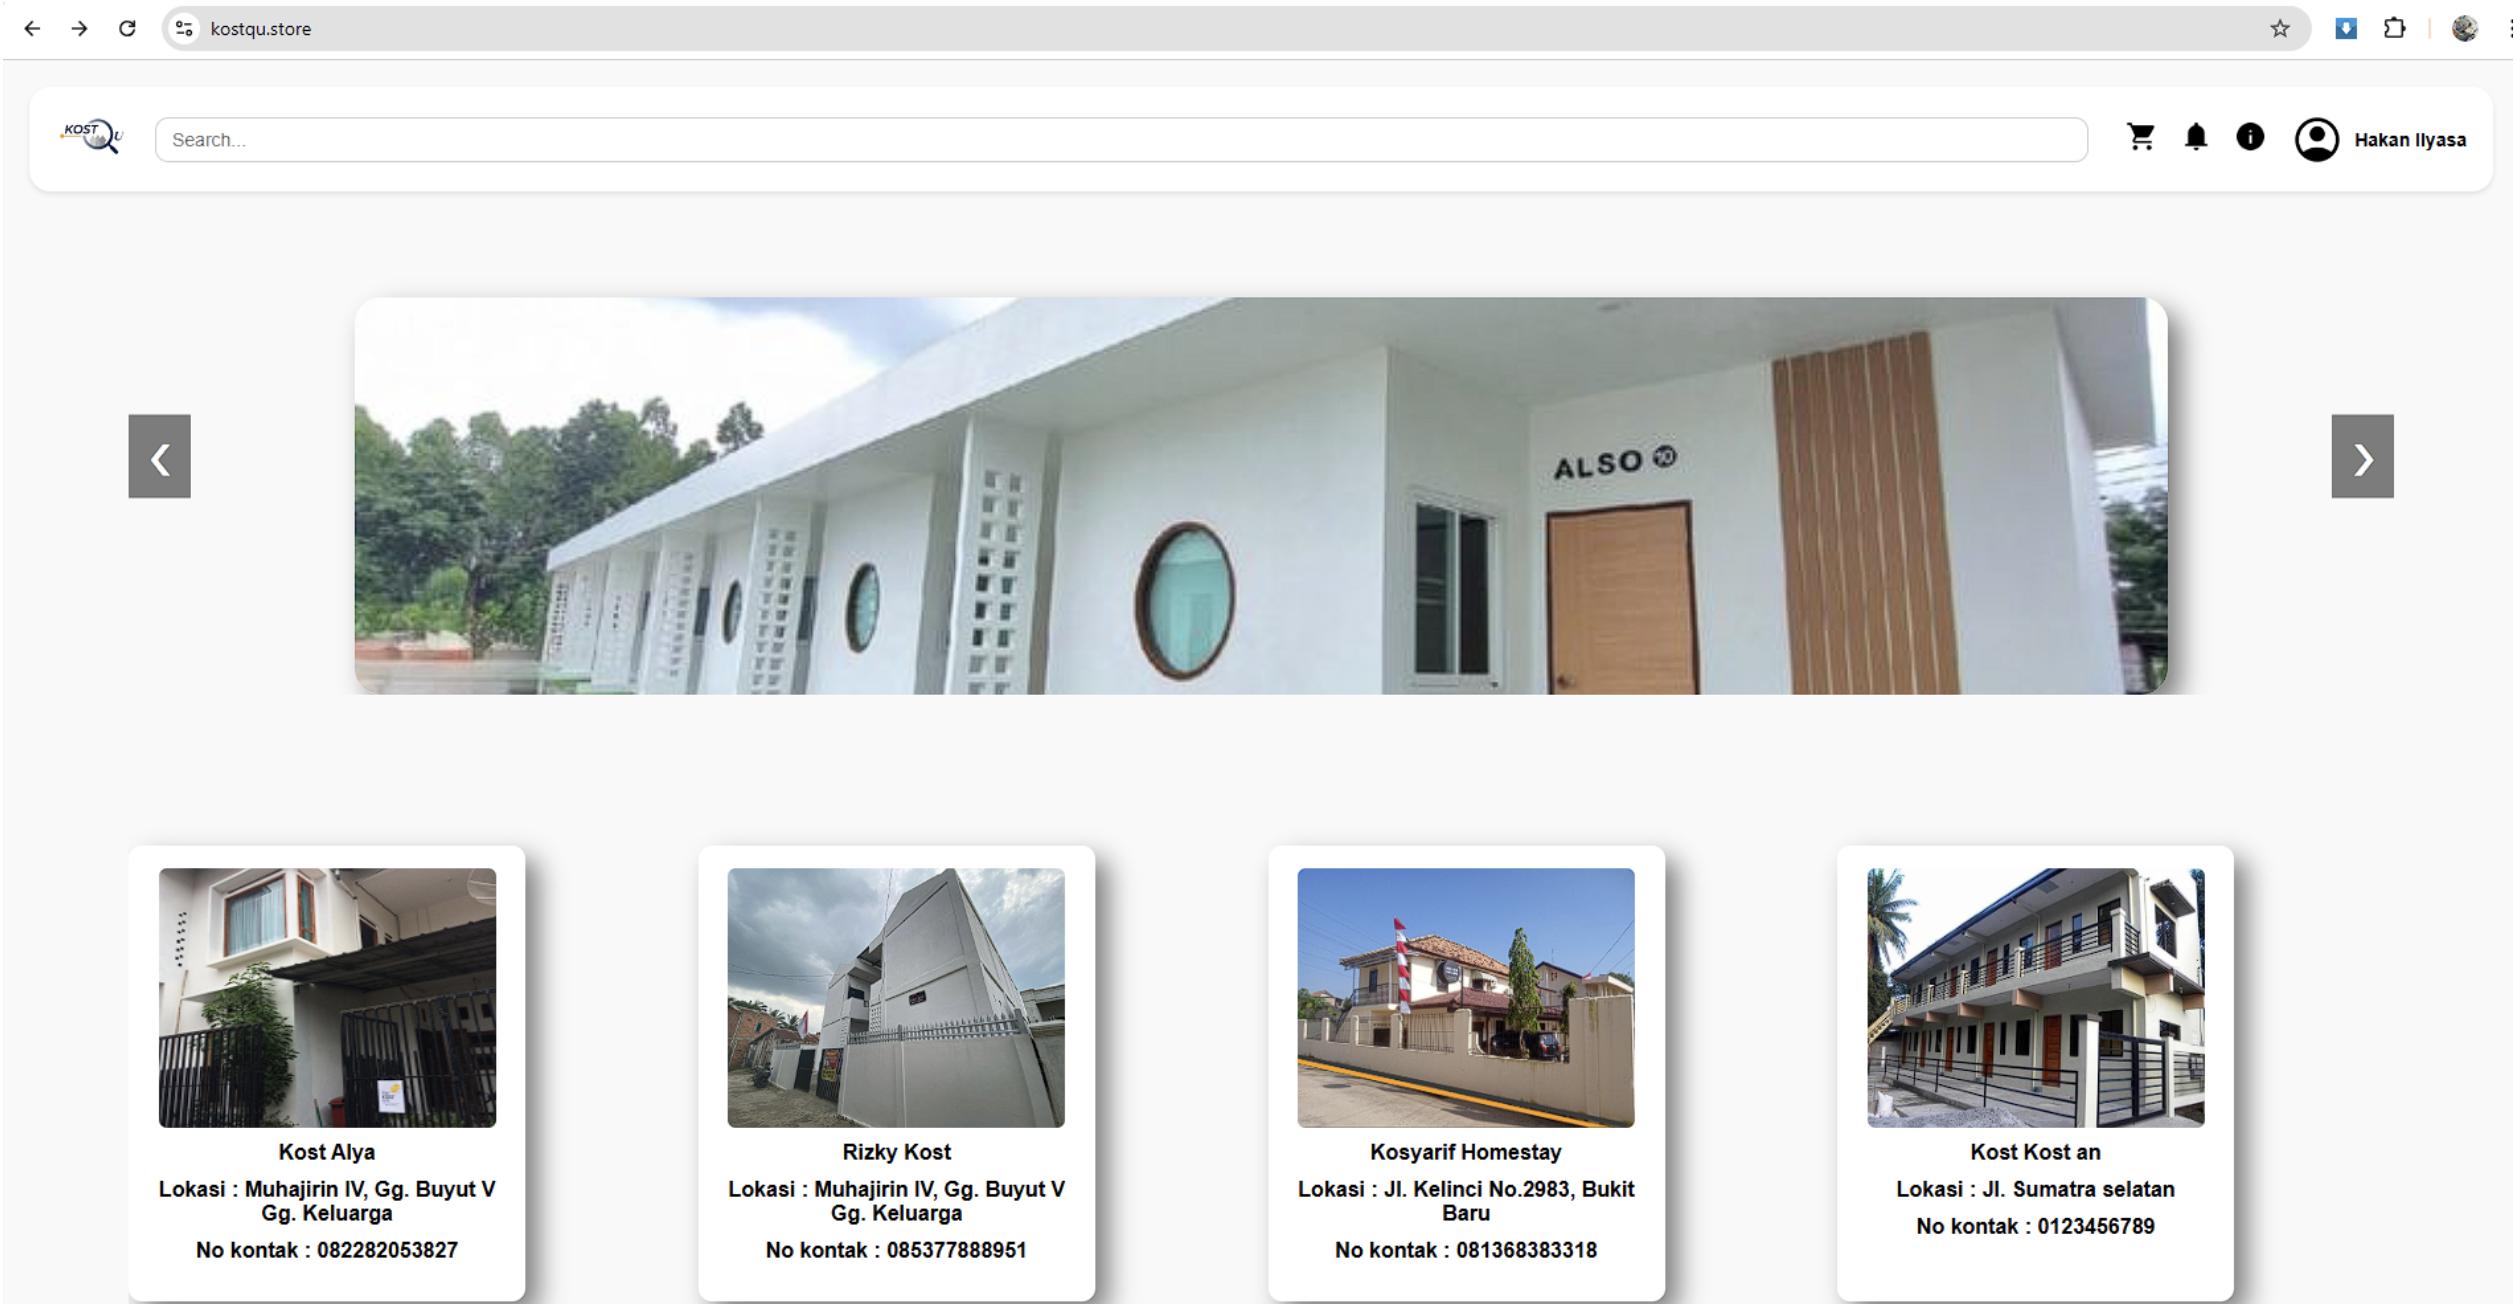 kostqu.store
KOST U
Search...
Hakan Ilyasa
ALSO
Kost Alya
Lokasi : Muhajirin IV, Gg. Buyut V
Gg. Keluarga
No kontak : 082282053827
Rizky Kost
Lokasi : Muhajirin IV, Gg. Buyut V
Gg. Keluarga
No kontak : 085377888951
Kosyarif Homestay
Lokasi : Jl. Kelinci No.2983, Bukit
Baru
No kontak : 081368383318
Kost Kost an
Lokasi : Jl. Sumatra selatan
No kontak : 0123456789